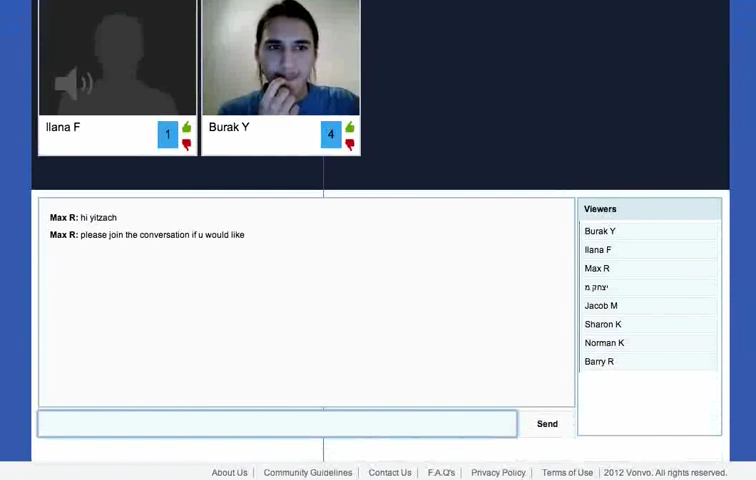 Ilana F
1
Burak Y
4
Max R: hi yitzach
Max R: please join the conversation if u would like
Viewers
Burak Y
Ilana F
Max R
יצחק מ
Jacob M
Sharon K
Norman K
Barry R
Send
About Us | Community Guidelines | Contact Us | F.A.Q's | Privacy Policy | Terms of Use | 2012 Vonvo. All rights reserved.